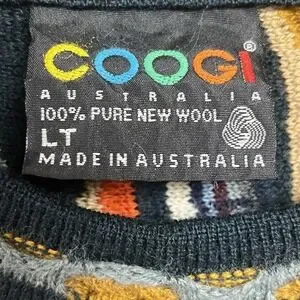 COOGI®
AUSTRALIA
100% PURE NEW WOOL
LT
MADE IN AUSTRALIA